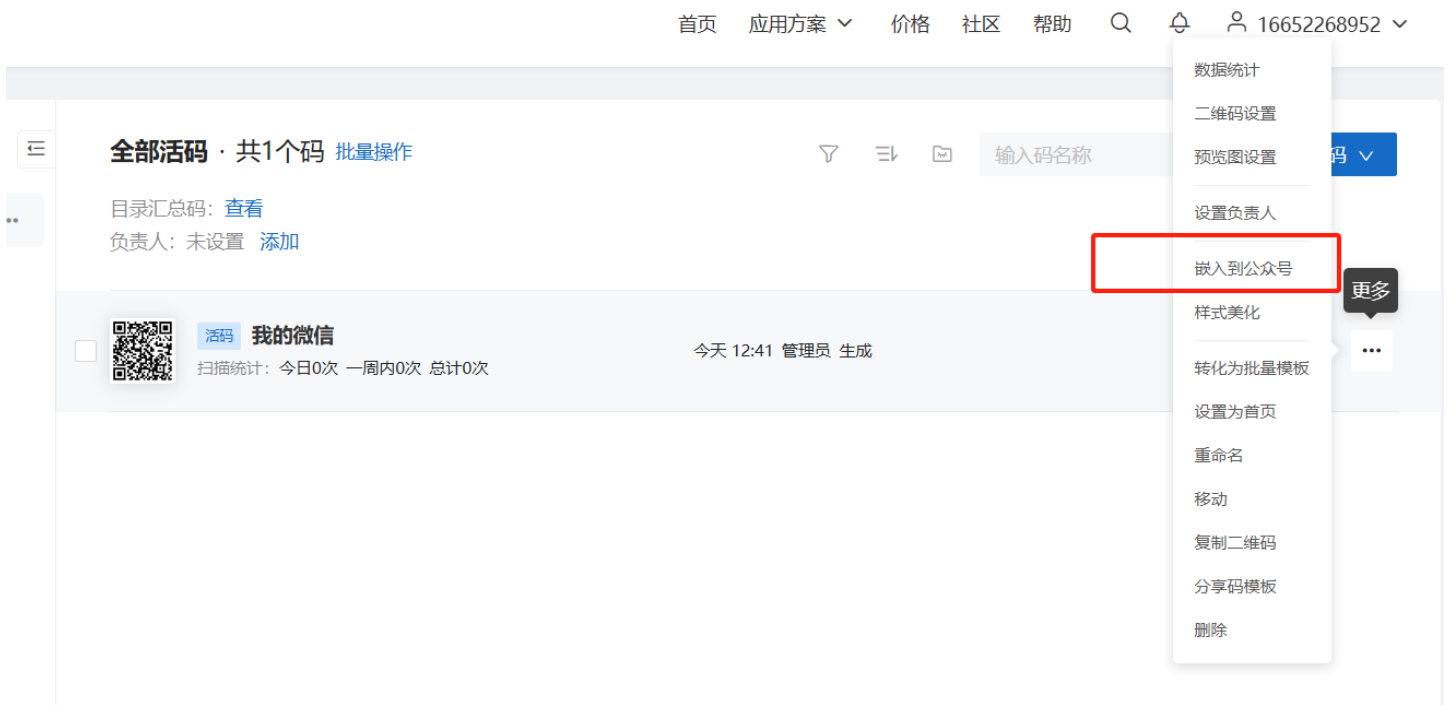 首页 应用方案 价格 社区 帮助 16652268952
全部活码 · 共1个码 批量操作
输入码名称
码
目录汇总码：查看
负责人：未设置 添加
活码 我的微信
扫描统计：今日0次 一周内0次 总计0次
今天 12:41 管理员 生成
数据统计
二维码设置
预览图设置
设置负责人
嵌入到公众号
样式美化
转化为批量模板
设置为首页
重命名
移动
复制二维码
分享码模板
删除
更多